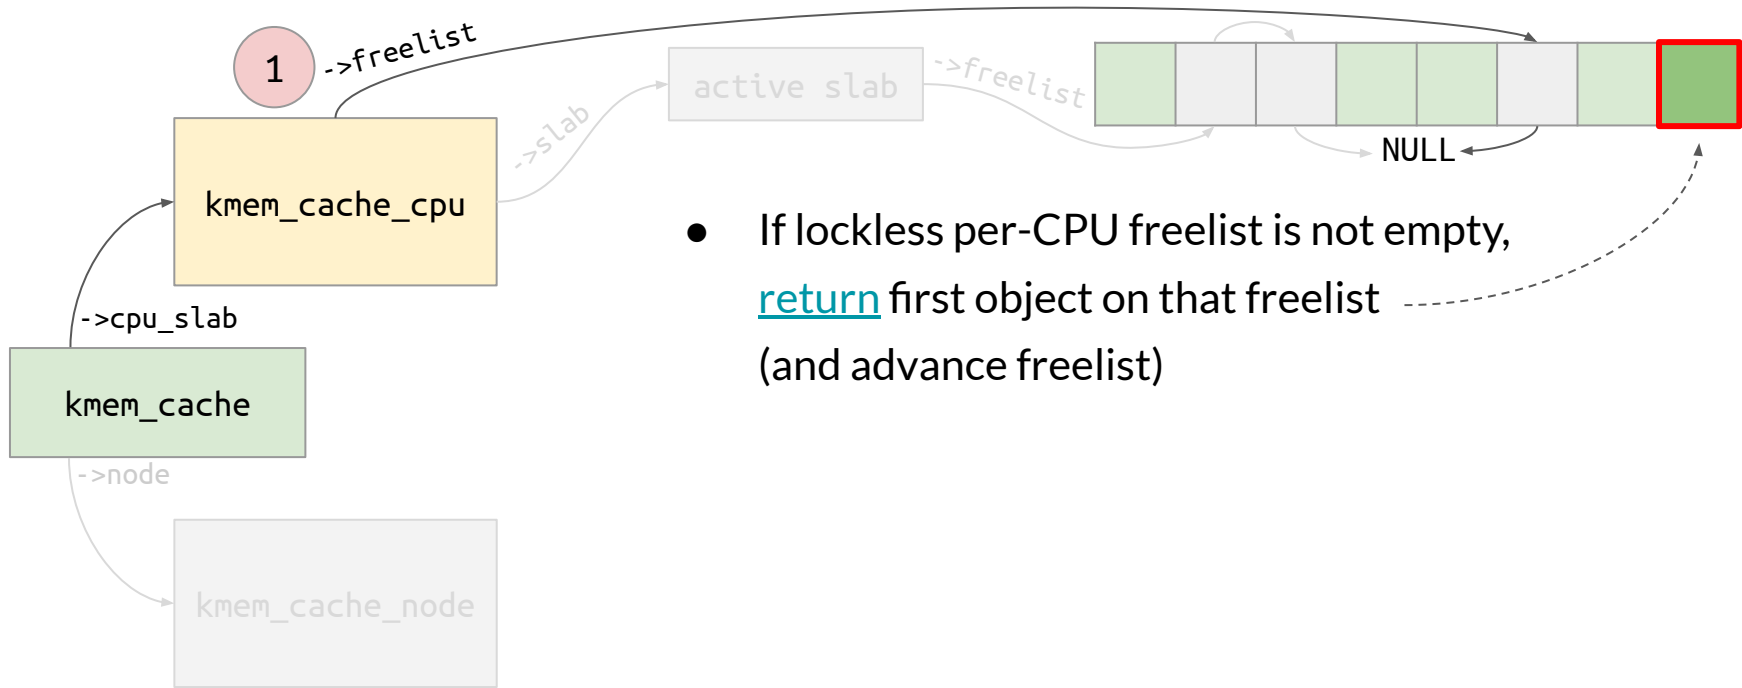 1
->freelist
active slab
->freelist
->slab
NULL
kmem_cache_cpu
● If lockless per-CPU freelist is not empty,
return first object on that freelist
(and advance freelist)
->cpu_slab
kmem_cache
->node
kmem_cache_node